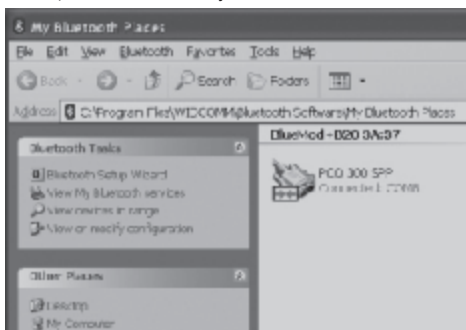 My Bluetooth Places
File Edit View Bluetooth Favorites Tools Help
Back Search Folders
Address C:\Program Files\WIDCOMM\Bluetooth Software\My Bluetooth Places
Bluetooth Tasks
Bluetooth Setup Wizard
View My Bluetooth services
View devices in range
View or modify configuration
Other Places
Desktop
My Computer
PCO 300 SPP
Connected: COM8